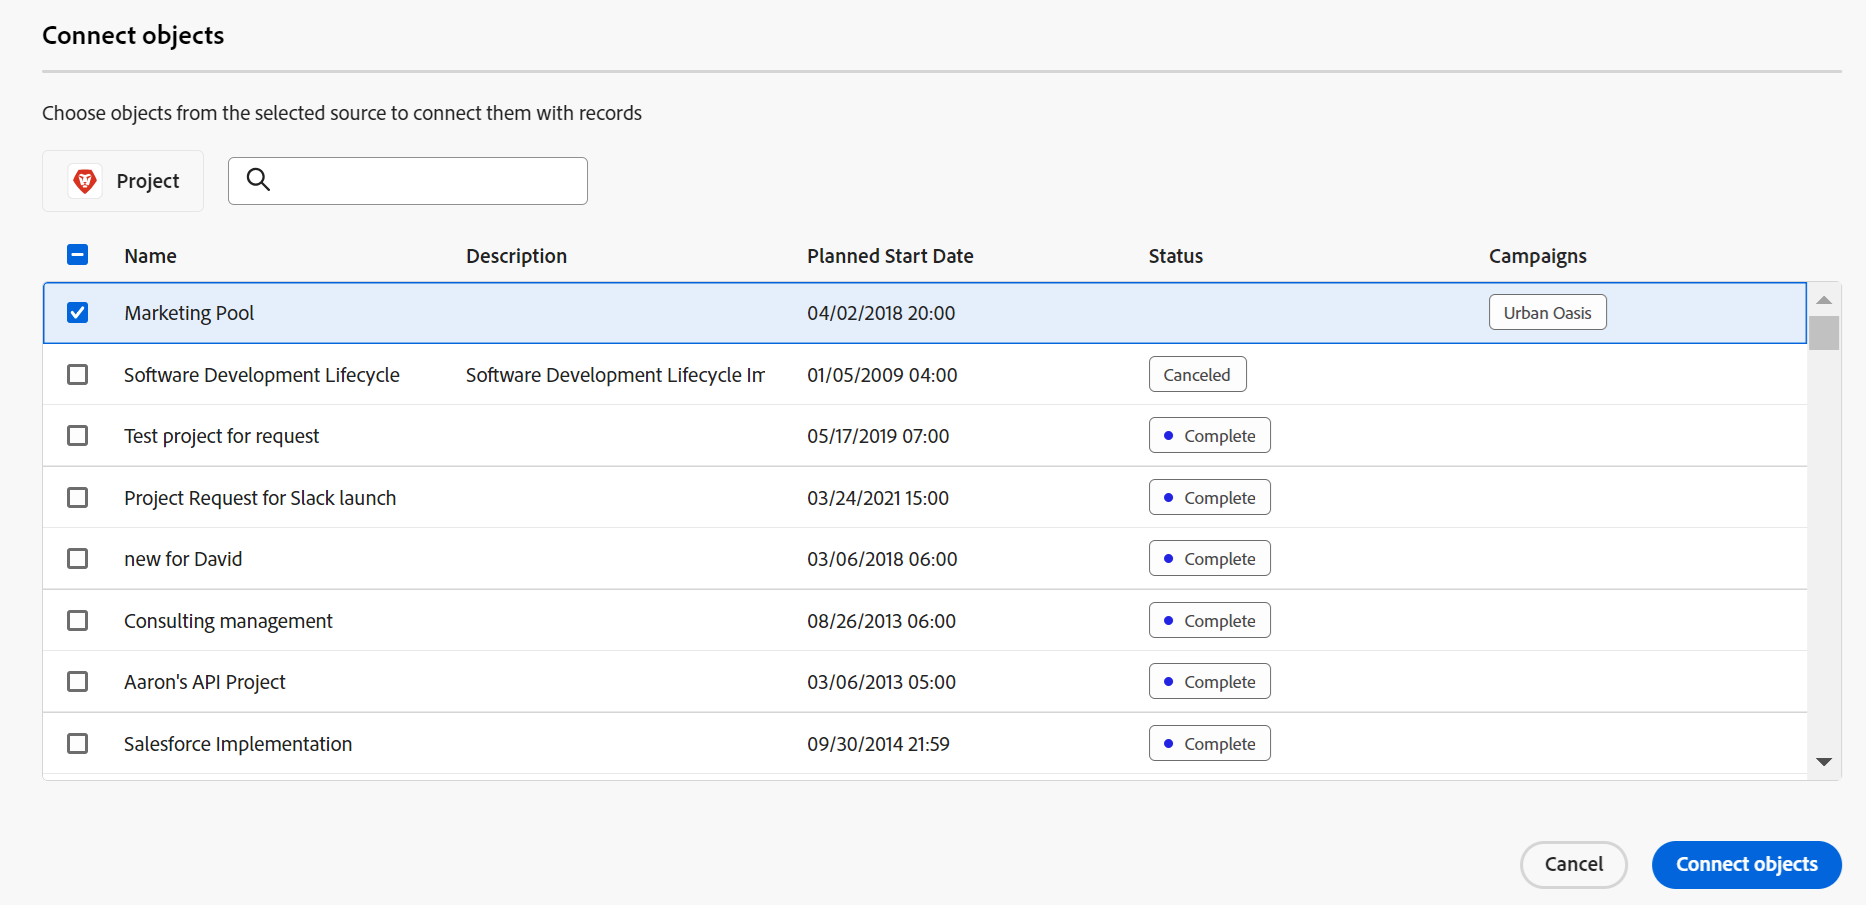 Connect objects
Choose objects from the selected source to connect them with records
Project
Name Description Planned Start Date Status Campaigns
Marketing Pool 04/02/2018 20:00 Urban Oasis
Software Development Lifecycle Software Development Lifecycle Im 01/05/2009 04:00 Canceled
Test project for request 05/17/2019 07:00 Complete
Project Request for Slack launch 03/24/2021 15:00 Complete
new for David 03/06/2018 06:00 Complete
Consulting management 08/26/2013 06:00 Complete
Aaron's API Project 03/06/2013 05:00 Complete
Salesforce Implementation 09/30/2014 21:59 Complete
Cancel Connect objects